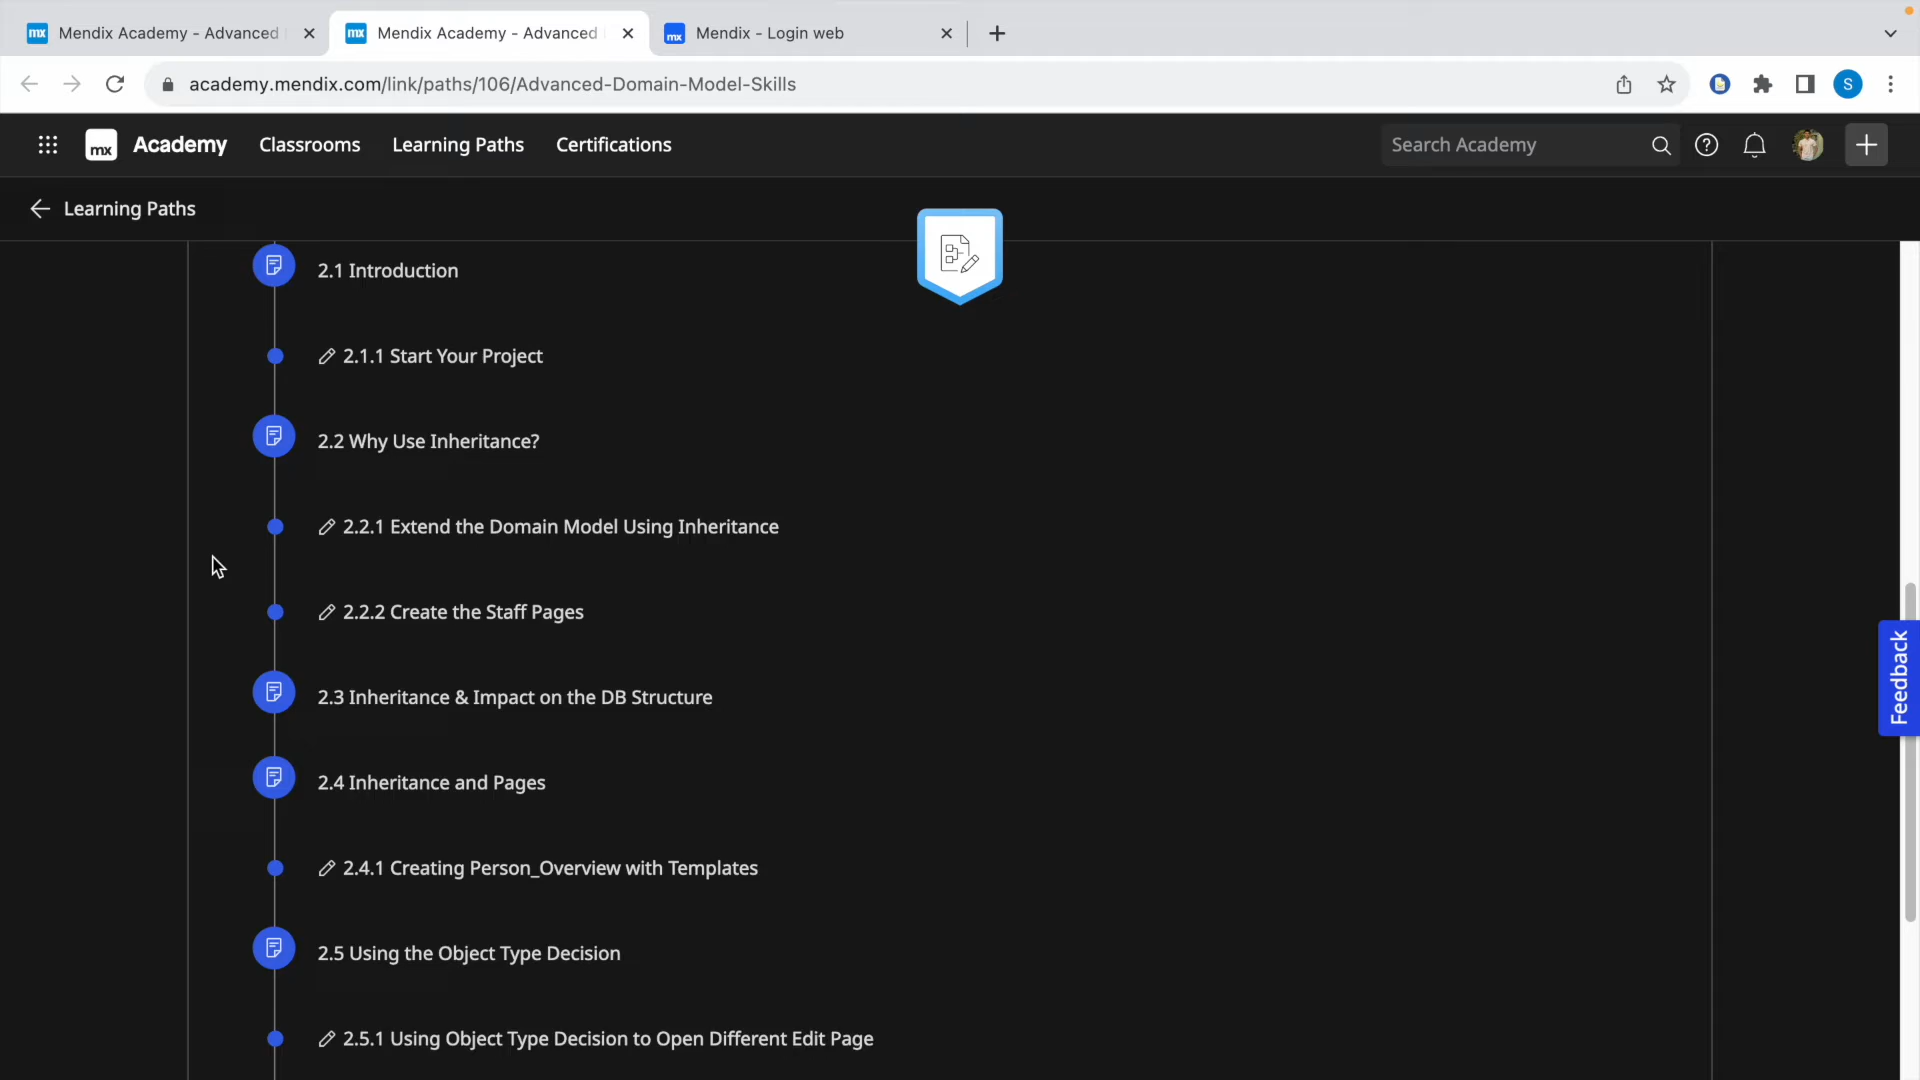 mx Mendix Academy - Advanced
mx Mendix Academy - Advanced
mx Mendix - Login web
academy.mendix.com/link/paths/106/Advanced-Domain-Model-Skills
S
mx Academy Classrooms Learning Paths Certifications Search Academy
Learning Paths
2.1 Introduction
2.1.1 Start Your Project
2.2 Why Use Inheritance?
2.2.1 Extend the Domain Model Using Inheritance
2.2.2 Create the Staff Pages
2.3 Inheritance & Impact on the DB Structure
2.4 Inheritance and Pages
2.4.1 Creating Person_Overview with Templates
2.5 Using the Object Type Decision
2.5.1 Using Object Type Decision to Open Different Edit Page
Feedback